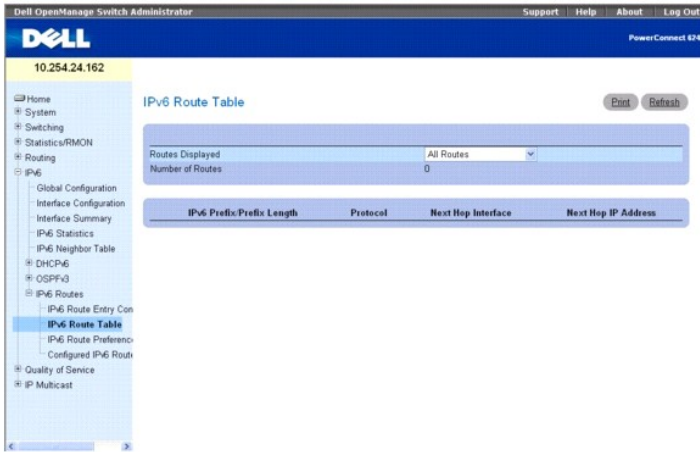 Dell OpenManage Switch Administrator
Support Help About Log Out
DELL
PowerConnect 624
10.254.24.162
Home
System
Switching
Statistics/RMON
Routing
IPv6
Global Configuration
Interface Configuration
Interface Summary
IPv6 Statistics
IPv6 Neighbor Table
DHCPv6
OSPFv3
IPv6 Routes
IPv6 Route Entry Con
IPv6 Route Table
IPv6 Route Preferenc
Configured IPv6 Route
Quality of Service
IP Multicast
IPv6 Route Table
Print Refresh
Routes Displayed All Routes
Number of Routes 0
IPv6 Prefix/Prefix Length Protocol Next Hop Interface Next Hop IP Address